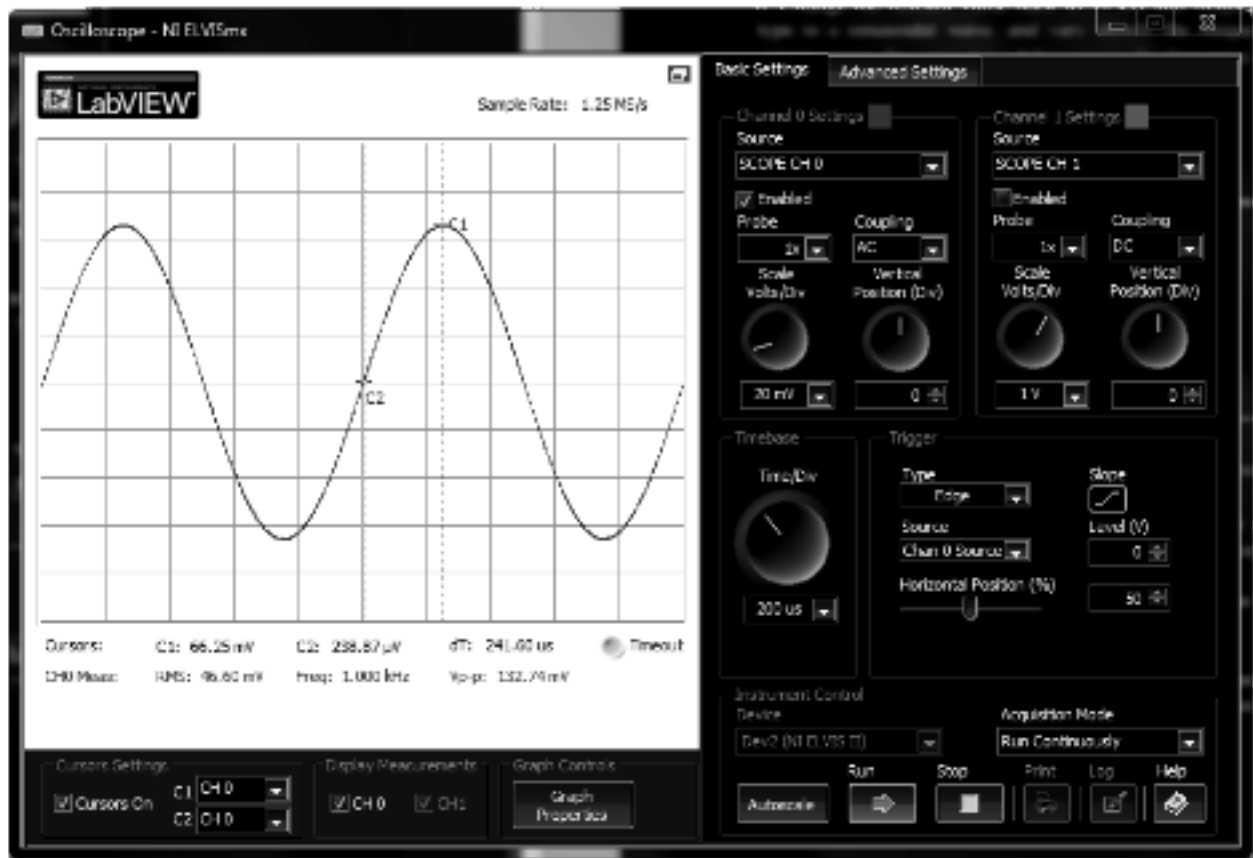 Oscilloscope - NI ELVISmx
LabVIEW
Sample Rate: 1.25 MS/s
C1
C2
Cursors: C1: 66.25 mV C2: 238.87 µV dT: 241.60 us Timeout
CH0 Meas: RMS: 46.60 mV Freq: 1.000 kHz Vp-p: 132.74 mV
Cursors Settings
Cursors On
C1 CH 0
C2 CH 0
Display Measurements
CH 0 CH1
Graph Controls
Graph
Properties
Basic Settings Advanced Settings
Channel 0 Settings
Source
SCOPE CH 0
Enabled
Probe Coupling
1x AC
Scale Vertical
Volts/Div Position (Div)
20 mV 0
Channel 1 Settings
Source
SCOPE CH 1
Enabled
Probe Coupling
1x DC
Scale Vertical
Volts/Div Position (Div)
1 V 0
Timebase
Time/Div
200 us
Trigger
Type Slope
Edge
Source Level (V)
Chan 0 Source 0
Horizontal Position (%)
50
Instrument Control
Device Acquisition Mode
Dev2 (NI ELVIS II) Run Continuously
Run Stop Print Log Help
Autoscale